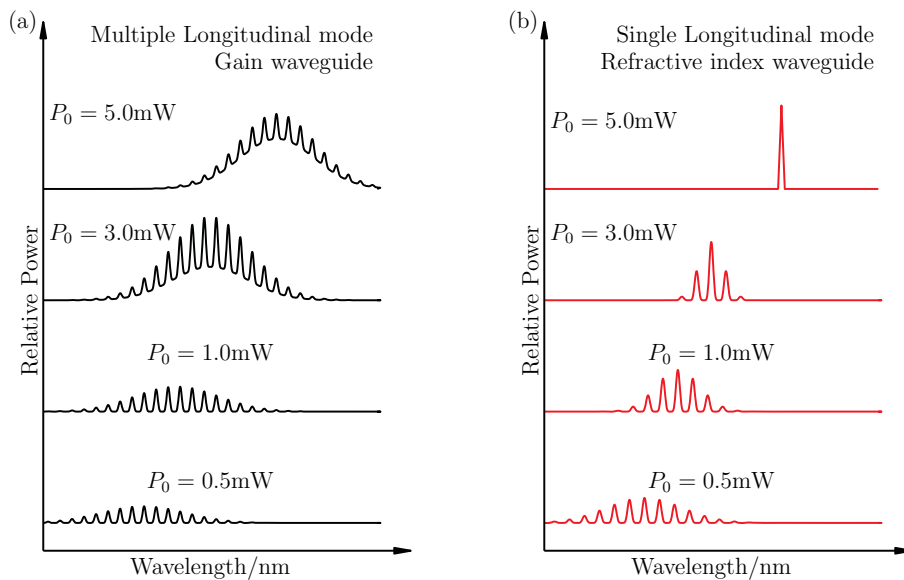 (a)
Multiple Longitudinal mode
Gain waveguide
P₀ = 5.0mW
P₀ = 3.0mW
P₀ = 1.0mW
P₀ = 0.5mW
Relative Power
Wavelength/nm
(b)
Single Longitudinal mode
Refractive index waveguide
P₀ = 5.0mW
P₀ = 3.0mW
P₀ = 1.0mW
P₀ = 0.5mW
Relative Power
Wavelength/nm